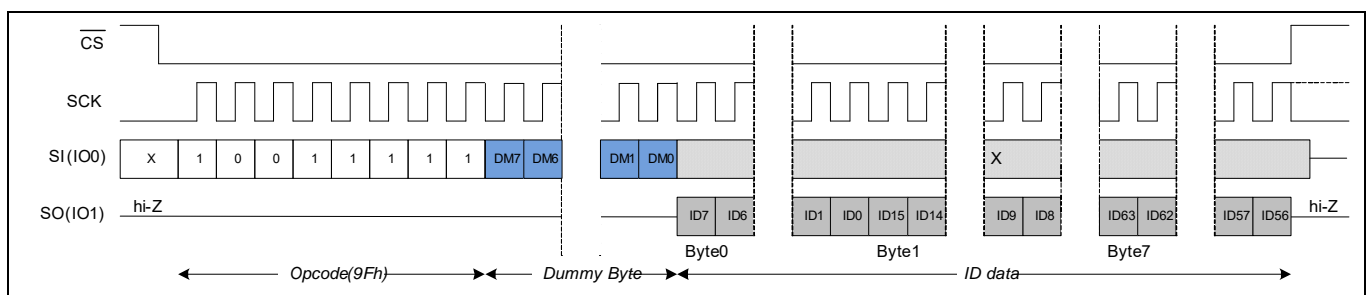 CS
SCK
SI(IO0) X 1 0 0 1 1 1 1 1 DM7 DM6 DM1 DM0 X
SO(IO1) hi-Z ID7 ID6 ID1 ID0 ID15 ID14 ID9 ID8 ID63 ID62 ID57 ID56 hi-Z
Byte0 Byte1 Byte7
Opcode(9Fh) Dummy Byte ID data